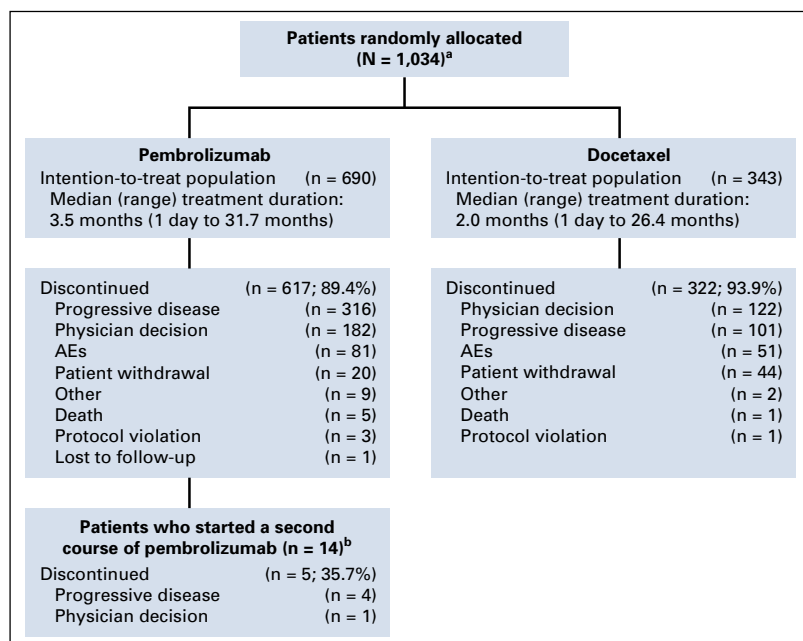 Patients randomly allocated
(N = 1,034)a
Pembrolizumab
Intention-to-treat population (n = 690)
Median (range) treatment duration:
3.5 months (1 day to 31.7 months)
Docetaxel
Intention-to-treat population (n = 343)
Median (range) treatment duration:
2.0 months (1 day to 26.4 months)
Discontinued (n = 617; 89.4%)
Progressive disease (n = 316)
Physician decision (n = 182)
AEs (n = 81)
Patient withdrawal (n = 20)
Other (n = 9)
Death (n = 5)
Protocol violation (n = 3)
Lost to follow-up (n = 1)
Discontinued (n = 322; 93.9%)
Physician decision (n = 122)
Progressive disease (n = 101)
AEs (n = 51)
Patient withdrawal (n = 44)
Other (n = 2)
Death (n = 1)
Protocol violation (n = 1)
Patients who started a second
course of pembrolizumab (n = 14)b
Discontinued (n = 5; 35.7%)
Progressive disease (n = 4)
Physician decision (n = 1)